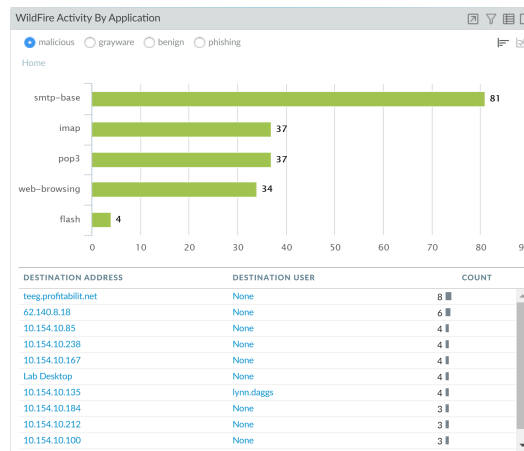 WildFire Activity By Application
malicious grayware benign phishing
Home
smtp-base 81
imap 37
pop3 37
web-browsing 34
flash 4
0 10 20 30 40 50 60 70 80 9
DESTINATION ADDRESS DESTINATION USER COUNT
teeg.profitabilit.net None 8
62.140.8.18 None 6
10.154.10.85 None 4
10.154.10.238 None 4
10.154.10.167 None 4
Lab Desktop None 4
10.154.10.135 lynn.daggs 4
10.154.10.184 None 3
10.154.10.212 None 3
10.154.10.100 None 3